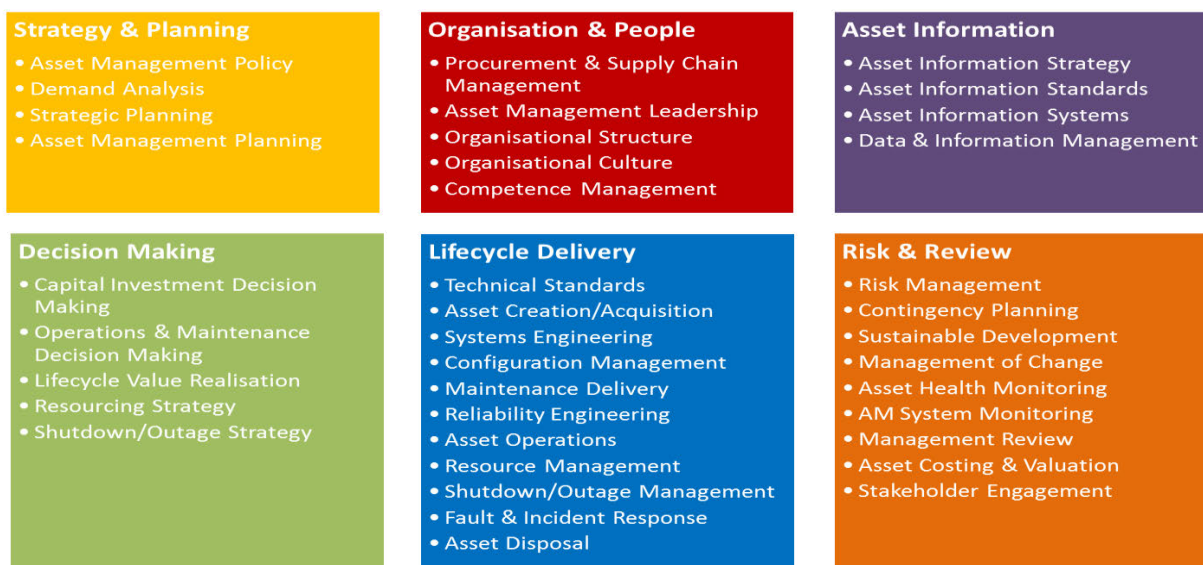 Strategy & Planning
• Asset Management Policy
• Demand Analysis
• Strategic Planning
• Asset Management Planning
Organisation & People
• Procurement & Supply Chain
Management
• Asset Management Leadership
• Organisational Structure
• Organisational Culture
• Competence Management
Asset Information
• Asset Information Strategy
• Asset Information Standards
• Asset Information Systems
• Data & Information Management
Decision Making
• Capital Investment Decision
Making
• Operations & Maintenance
Decision Making
• Lifecycle Value Realisation
• Resourcing Strategy
• Shutdown/Outage Strategy
Lifecycle Delivery
• Technical Standards
• Asset Creation/Acquisition
• Systems Engineering
• Configuration Management
• Maintenance Delivery
• Reliability Engineering
• Asset Operations
• Resource Management
• Shutdown/Outage Management
• Fault & Incident Response
• Asset Disposal
Risk & Review
• Risk Management
• Contingency Planning
• Sustainable Development
• Management of Change
• Asset Health Monitoring
• AM System Monitoring
• Management Review
• Asset Costing & Valuation
• Stakeholder Engagement